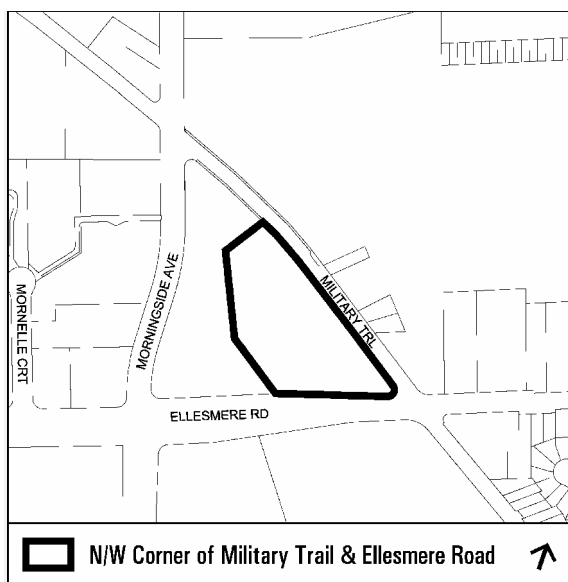 MILITARY TRL
MORNINGSIDE AVE
MORNELLE CRT
ELLESMERE RD
N/W Corner of Military Trail & Ellesmere Road